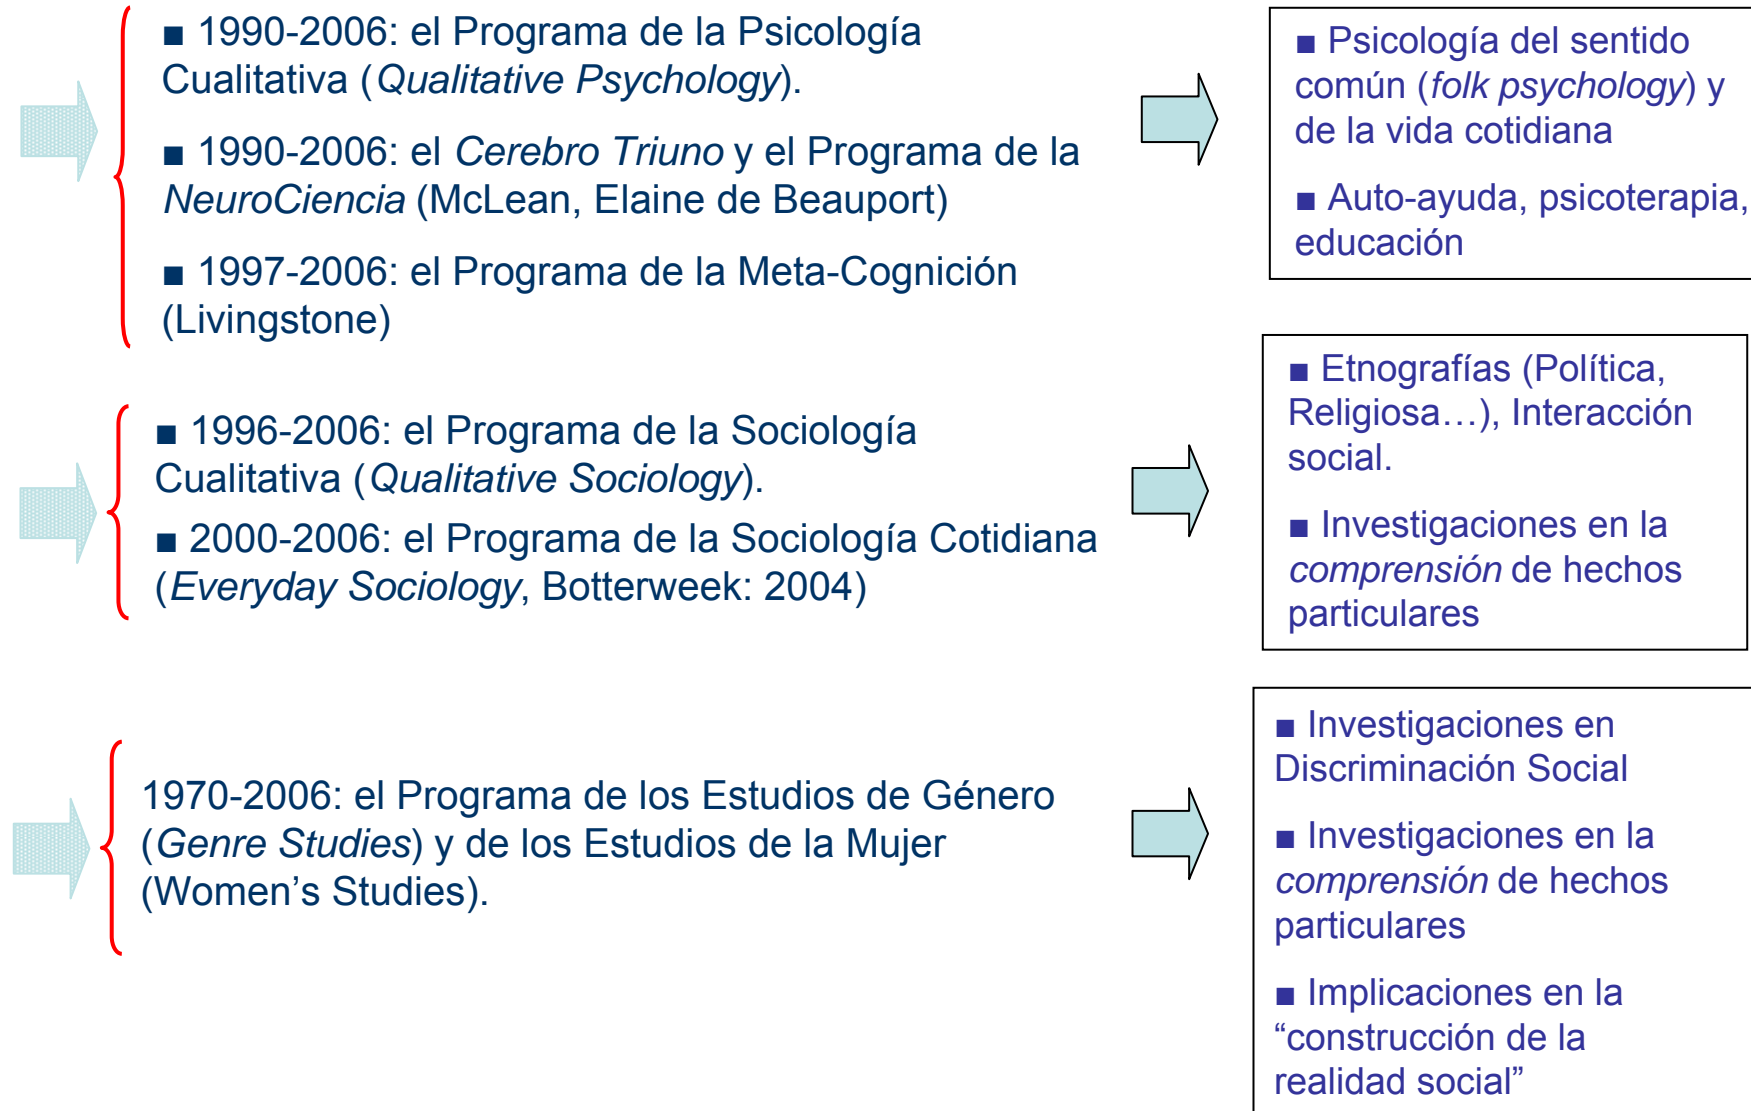 ■ 1990-2006: el Programa de la Psicología
Cualitativa (Qualitative Psychology).
■ 1990-2006: el Cerebro Triuno y el Programa de la
NeuroCiencia (McLean, Elaine de Beauport)
■ 1997-2006: el Programa de la Meta-Cognición
(Livingstone)
■ Psicología del sentido
común (folk psychology) y
de la vida cotidiana
■ Auto-ayuda, psicoterapia,
educación
■ 1996-2006: el Programa de la Sociología
Cualitativa (Qualitative Sociology).
■ 2000-2006: el Programa de la Sociología Cotidiana
(Everyday Sociology, Botterweek: 2004)
■ Etnografías (Política,
Religiosa…), Interacción
social.
■ Investigaciones en la
comprensión de hechos
particulares
1970-2006: el Programa de los Estudios de Género
(Genre Studies) y de los Estudios de la Mujer
(Women’s Studies).
■ Investigaciones en
Discriminación Social
■ Investigaciones en la
comprensión de hechos
particulares
■ Implicaciones en la
“construcción de la
realidad social”